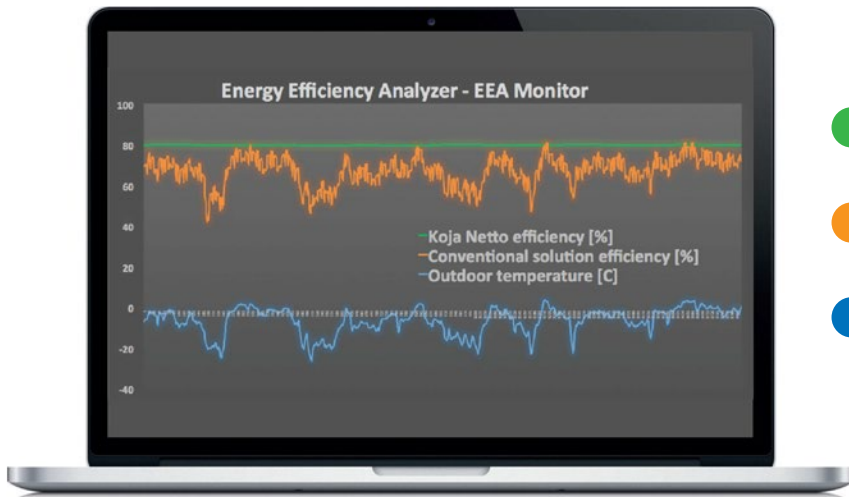 Energy Efficiency Analyzer - EEA Monitor
100
80
60
40
20
0
-20
-40
Koja Netto efficiency [%]
Conventional solution efficiency [%]
Outdoor temperature [C]